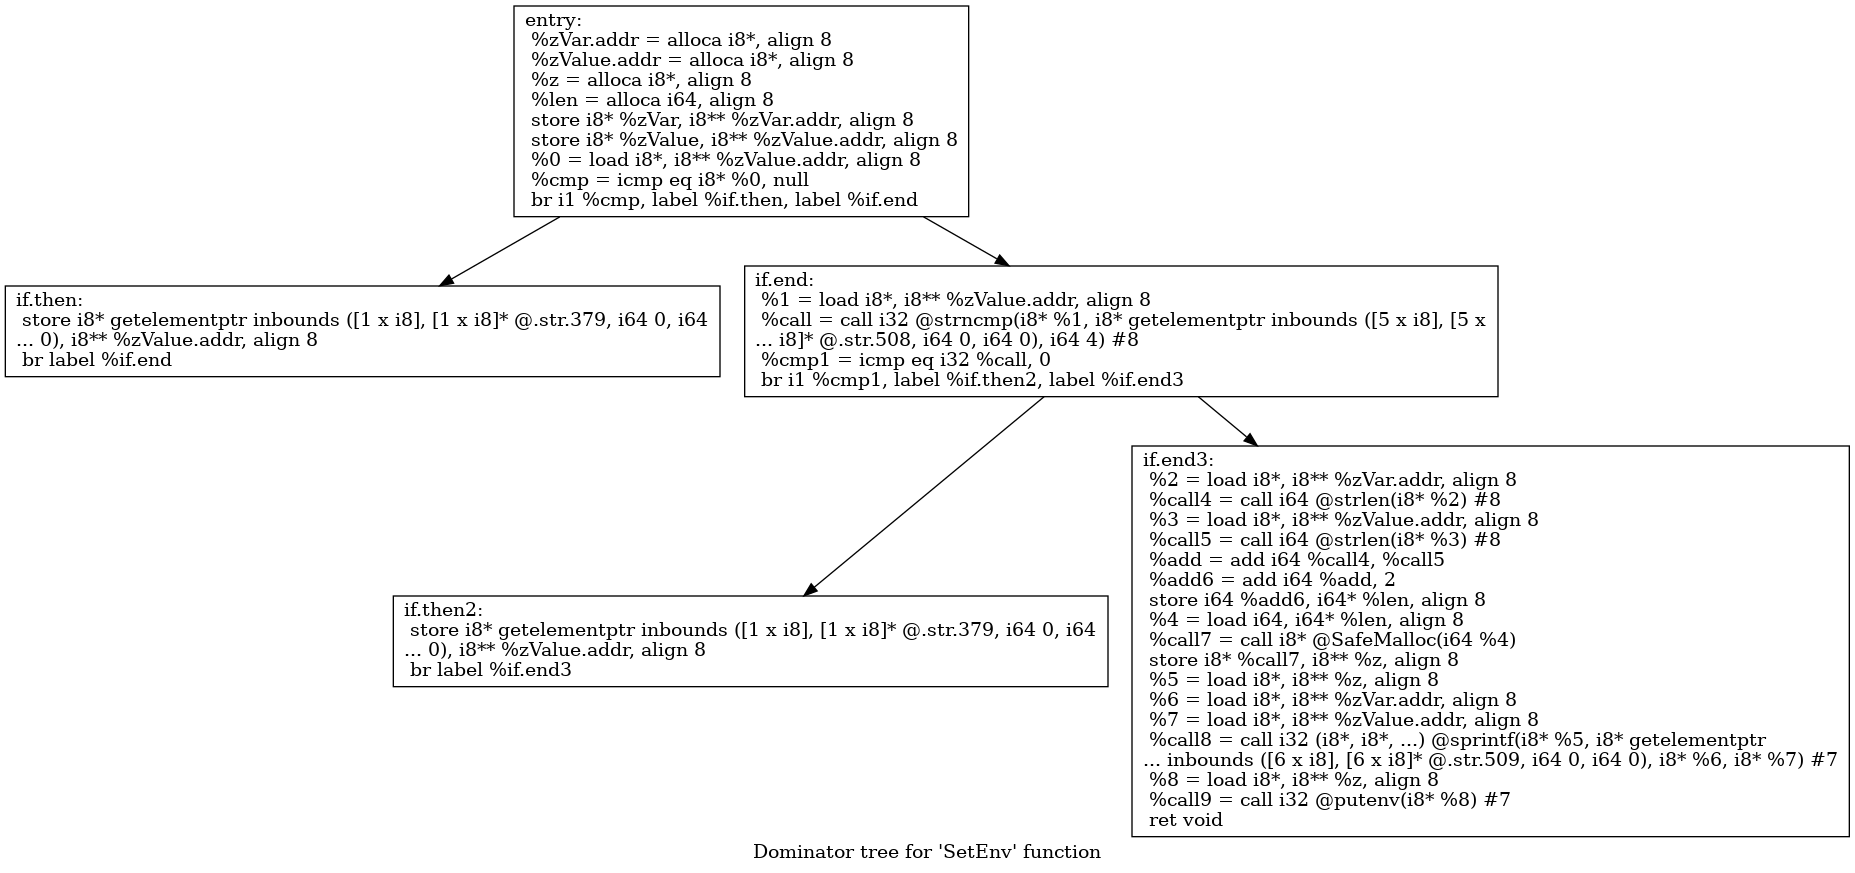 entry:
%zVar.addr = alloca i8*, align 8
%zValue.addr = alloca i8*, align 8
%z = alloca i8*, align 8
%len = alloca i64, align 8
store i8* %zVar, i8** %zVar.addr, align 8
store i8* %zValue, i8** %zValue.addr, align 8
%0 = load i8*, i8** %zValue.addr, align 8
%cmp = icmp eq i8* %0, null
br i1 %cmp, label %if.then, label %if.end
if.then:
store i8* getelementptr inbounds ([1 x i8], [1 x i8]* @.str.379, i64 0, i64
... 0), i8** %zValue.addr, align 8
br label %if.end
if.end:
%1 = load i8*, i8** %zValue.addr, align 8
%call = call i32 @strncmp(i8* %1, i8* getelementptr inbounds ([5 x i8], [5 x
... i8]* @.str.508, i64 0, i64 0), i64 4) #8
%cmp1 = icmp eq i32 %call, 0
br i1 %cmp1, label %if.then2, label %if.end3
if.then2:
store i8* getelementptr inbounds ([1 x i8], [1 x i8]* @.str.379, i64 0, i64
... 0), i8** %zValue.addr, align 8
br label %if.end3
if.end3:
%2 = load i8*, i8** %zVar.addr, align 8
%call4 = call i64 @strlen(i8* %2) #8
%3 = load i8*, i8** %zValue.addr, align 8
%call5 = call i64 @strlen(i8* %3) #8
%add = add i64 %call4, %call5
%add6 = add i64 %add, 2
store i64 %add6, i64* %len, align 8
%4 = load i64, i64* %len, align 8
%call7 = call i8* @SafeMalloc(i64 %4)
store i8* %call7, i8** %z, align 8
%5 = load i8*, i8** %z, align 8
%6 = load i8*, i8** %zVar.addr, align 8
%7 = load i8*, i8** %zValue.addr, align 8
%call8 = call i32 (i8*, i8*, ...) @sprintf(i8* %5, i8* getelementptr
... inbounds ([6 x i8], [6 x i8]* @.str.509, i64 0, i64 0), i8* %6, i8* %7) #7
%8 = load i8*, i8** %z, align 8
%call9 = call i32 @putenv(i8* %8) #7
ret void
Dominator tree for 'SetEnv' function